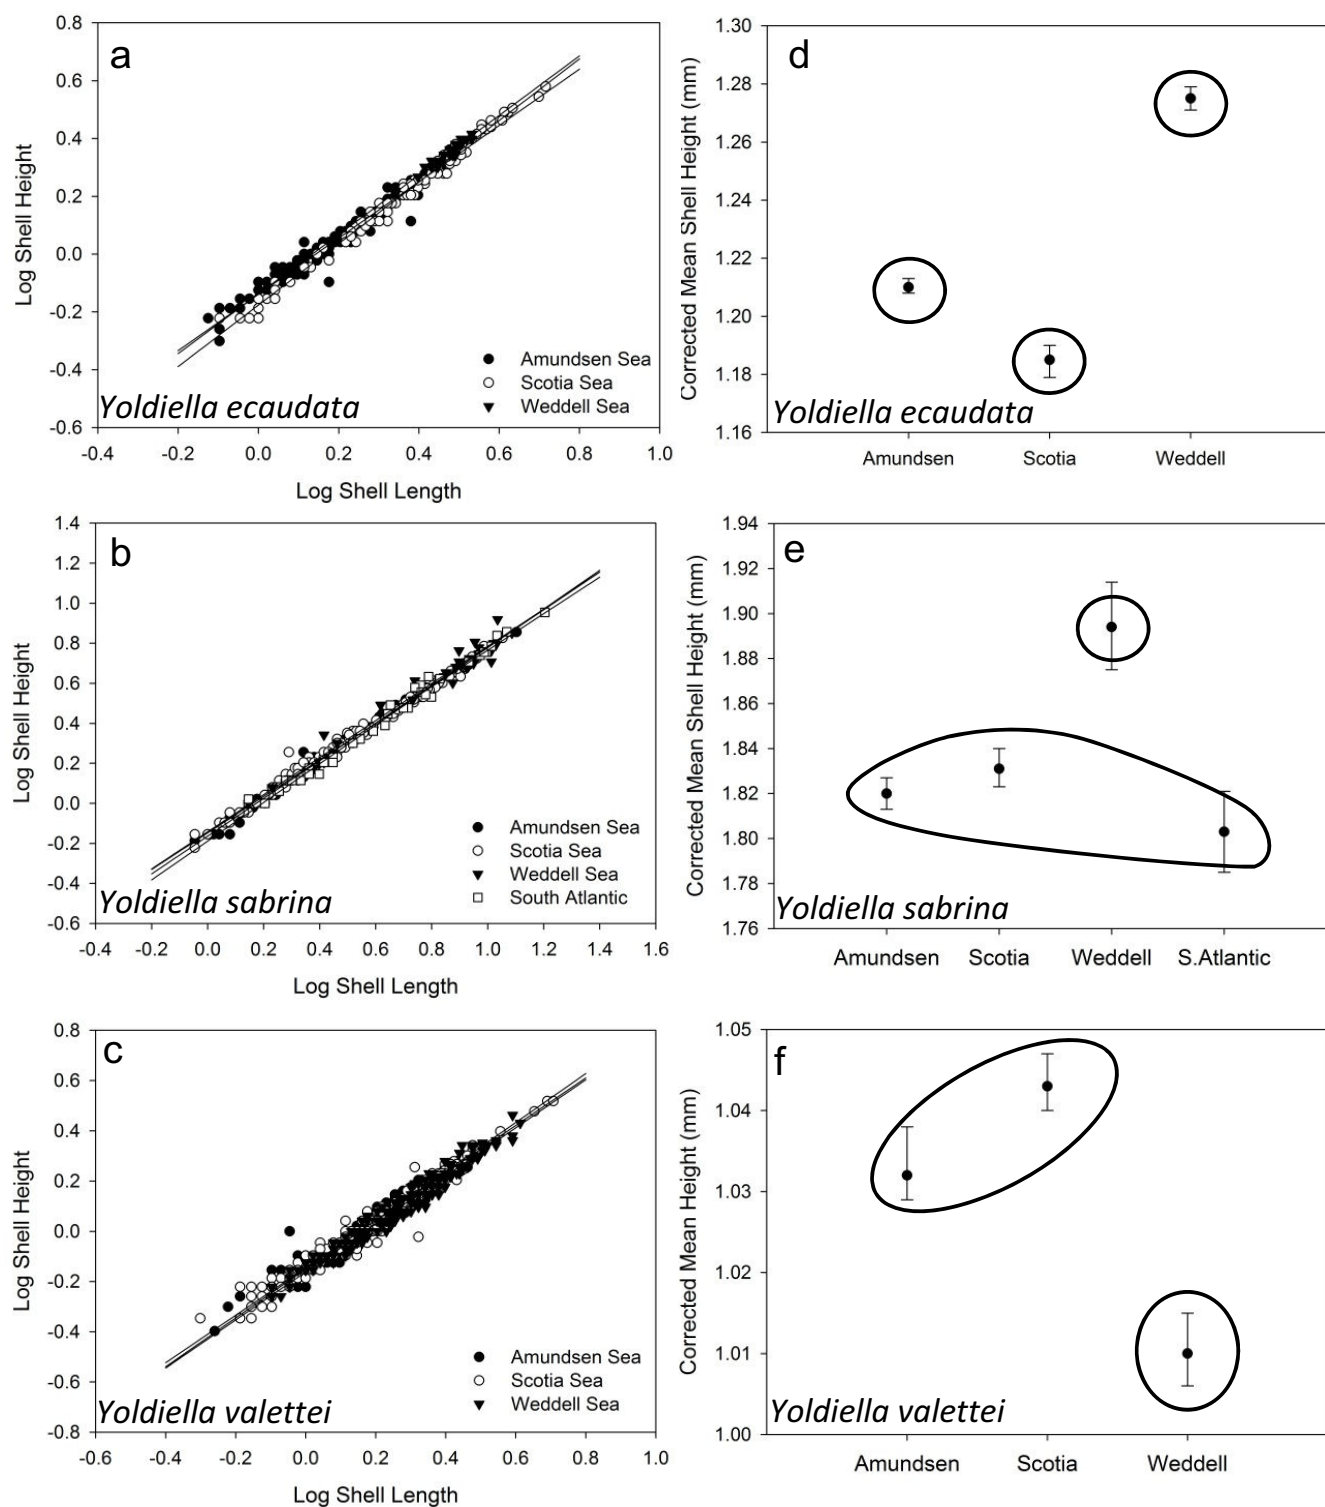 a
0.8
0.6
0.4
0.2
0.0
-0.2
-0.4
-0.6
Log Shell Height
Amundsen Sea
Scotia Sea
Weddell Sea
Yoldiella ecaudata
-0.4 -0.2 0.0 0.2 0.4 0.6 0.8 1.0
Log Shell Length
d
1.30
1.28
1.26
1.24
1.22
1.20
1.18
1.16
Corrected Mean Shell Height (mm)
Yoldiella ecaudata
Amundsen Scotia Weddell
b
1.4
1.2
1.0
0.8
0.6
0.4
0.2
0.0
-0.2
-0.4
-0.6
Log Shell Height
Amundsen Sea
Scotia Sea
Weddell Sea
South Atlantic
Yoldiella sabrina
-0.4 -0.2 0.0 0.2 0.4 0.6 0.8 1.0 1.2 1.4 1.6
Log Shell Length
e
1.94
1.92
1.90
1.88
1.86
1.84
1.82
1.80
1.78
1.76
Corrected Mean Shell Height (mm)
Yoldiella sabrina
Amundsen Scotia Weddell S.Atlantic
c
0.8
0.6
0.4
0.2
0.0
-0.2
-0.4
-0.6
-0.8
Log Shell Height
Amundsen Sea
Scotia Sea
Weddell Sea
Yoldiella valettei
-0.6 -0.4 -0.2 0.0 0.2 0.4 0.6 0.8 1.0
Log Shell Length
f
1.05
1.04
1.03
1.02
1.01
1.00
Corrected Mean Height (mm)
Yoldiella valettei
Amundsen Scotia Weddell